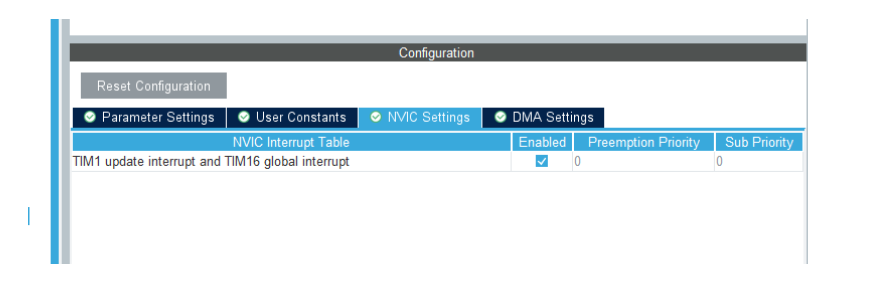 Configuration
Reset Configuration
Parameter Settings User Constants NVIC Settings DMA Settings
NVIC Interrupt Table Enabled Preemption Priority Sub Priority
TIM1 update interrupt and TIM16 global interrupt 0 0